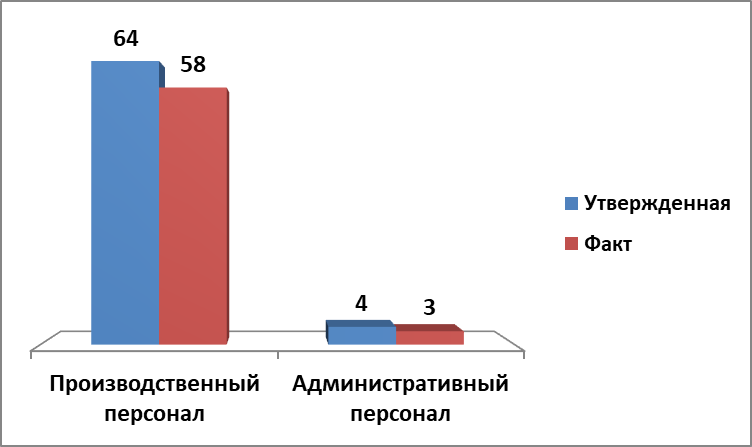 64
58
4
3
Производственный
персонал
Административный
персонал
Утвержденная
Факт